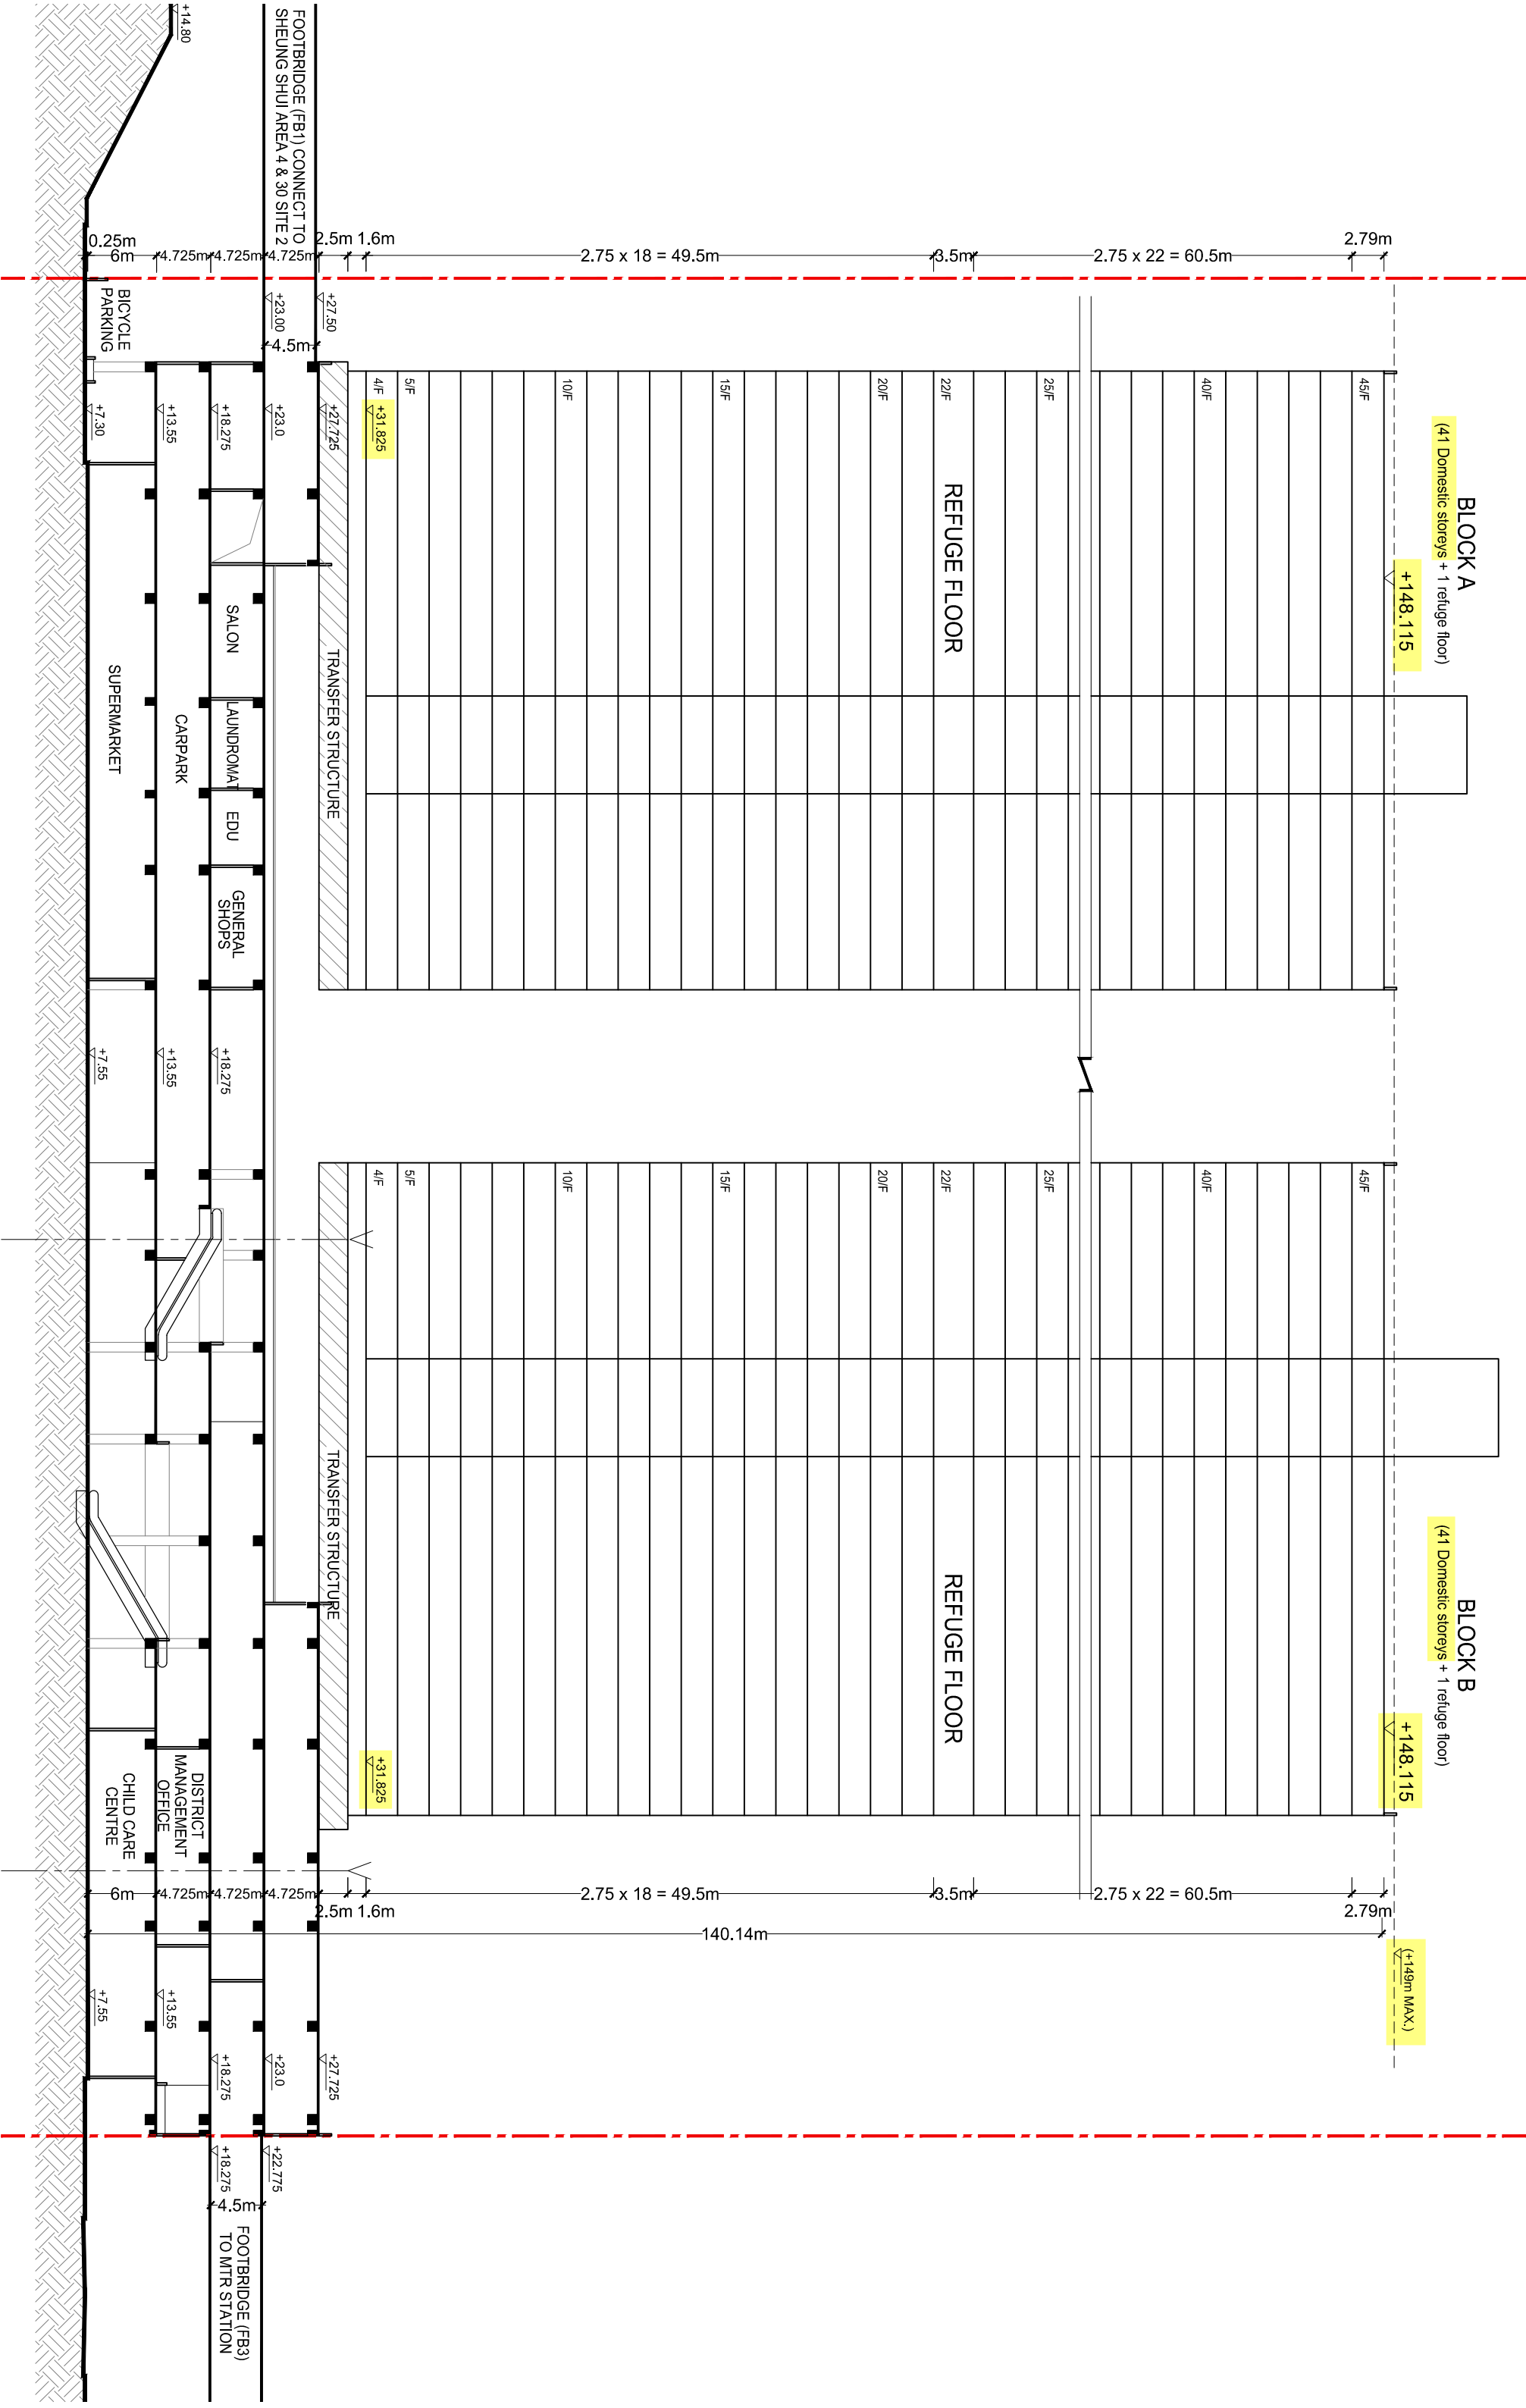 BLOCK A
(41 Domestic storeys + 1 refuge floor)
+148.115
BLOCK B
(41 Domestic storeys + 1 refuge floor)
+148.115
(+149m MAX.)
2.79m
2.75 x 22 = 60.5m
3.5m
2.75 x 18 = 49.5m
1.6m
2.5m
4.725m
4.725m
4.725m
6m
0.25m
45/F
40/F
25/F
22/F
20/F
15/F
10/F
5/F
4/F
REFUGE FLOOR
+31.825
45/F
40/F
25/F
22/F
20/F
15/F
10/F
5/F
4/F
REFUGE FLOOR
+31.825
2.79m
2.75 x 22 = 60.5m
3.5m
2.75 x 18 = 49.5m
1.6m
2.5m
4.725m
4.725m
4.725m
6m
140.14m
FOOTBRIDGE (FB1) CONNECT TO
SHEUNG SHUI AREA 4 & 30 SITE 2
+14.80
+27.50
+23.00
4.5m
+27.725
+23.0
+18.275
+13.55
+7.30
TRANSFER STRUCTURE
TRANSFER STRUCTURE
SALON
LAUNDROMAT
EDU
GENERAL
SHOPS
CARPARK
SUPERMARKET
BICYCLE
PARKING
+18.275
+13.55
+7.55
DISTRICT
MANAGEMENT
OFFICE
CHILD CARE
CENTRE
+27.725
+23.0
+18.275
+13.55
+7.55
+22.775
+18.275
4.5m
FOOTBRIDGE (FB3)
TO MTR STATION